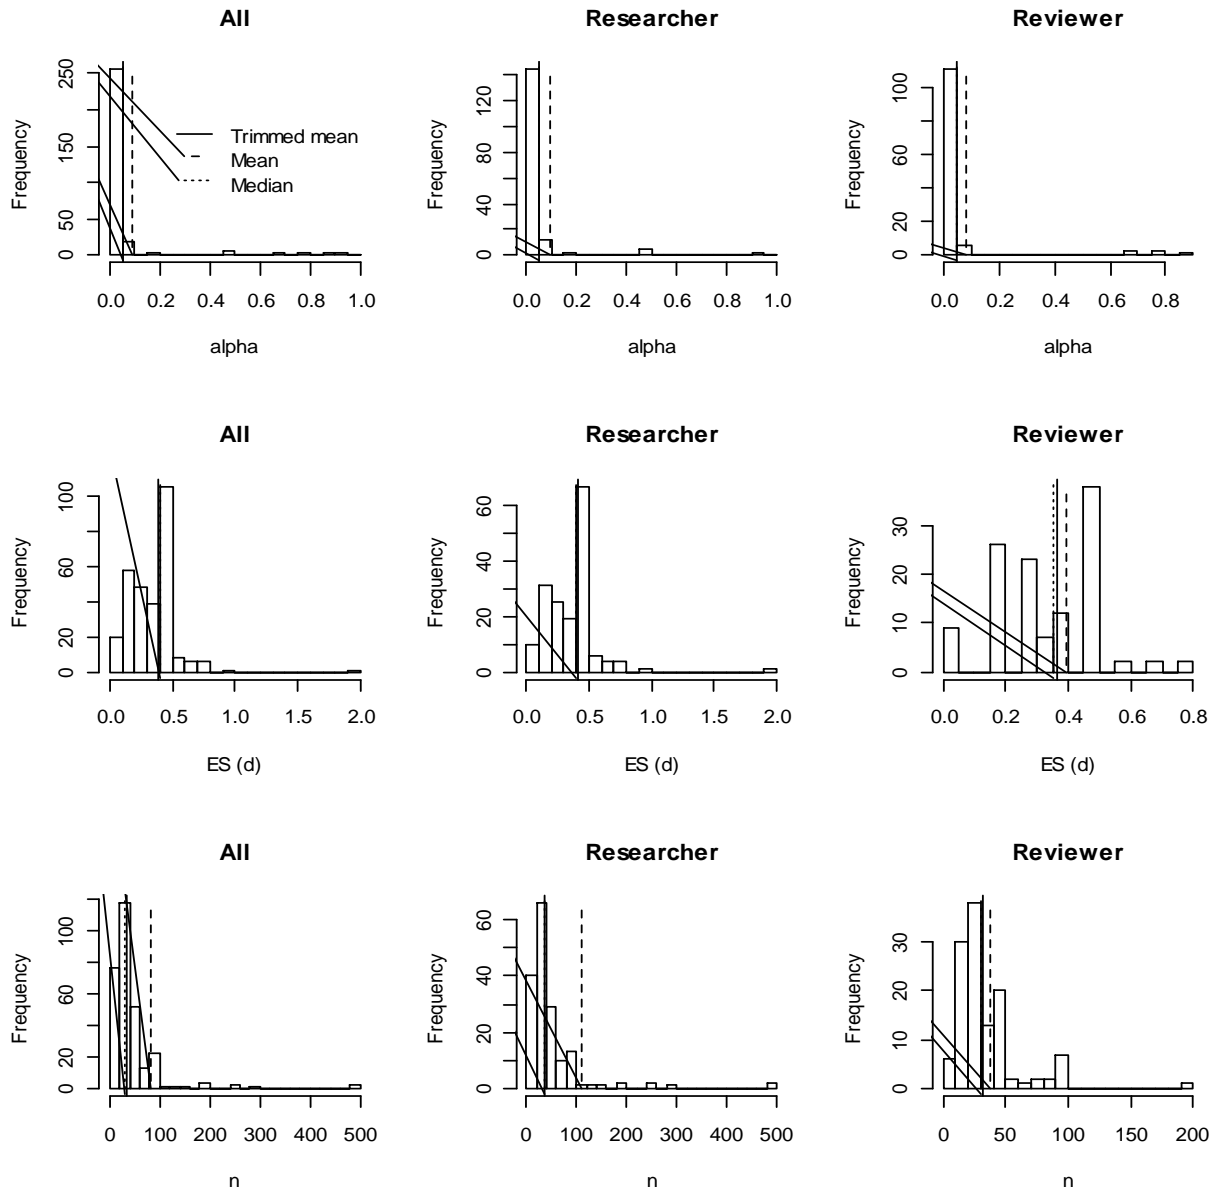 All Researcher Reviewer
Frequency
250
150
50
0
Trimmed mean
Mean
Median
0.0 0.2 0.4 0.6 0.8 1.0
alpha
Frequency
140
80
40
0
0.0 0.2 0.4 0.6 0.8 1.0
alpha
Frequency
100
60
20
0
0.0 0.2 0.4 0.6 0.8
alpha
All Researcher Reviewer
Frequency
100
60
20
0
0.0 0.5 1.0 1.5 2.0
ES (d)
Frequency
60
40
20
0
0.0 0.5 1.0 1.5 2.0
ES (d)
Frequency
30
20
10
0
0.0 0.2 0.4 0.6 0.8
ES (d)
All Researcher Reviewer
Frequency
100
60
20
0
0 100 200 300 400 500
n
Frequency
60
40
20
0
0 100 200 300 400 500
n
Frequency
30
20
10
0
0 50 100 150 200
n